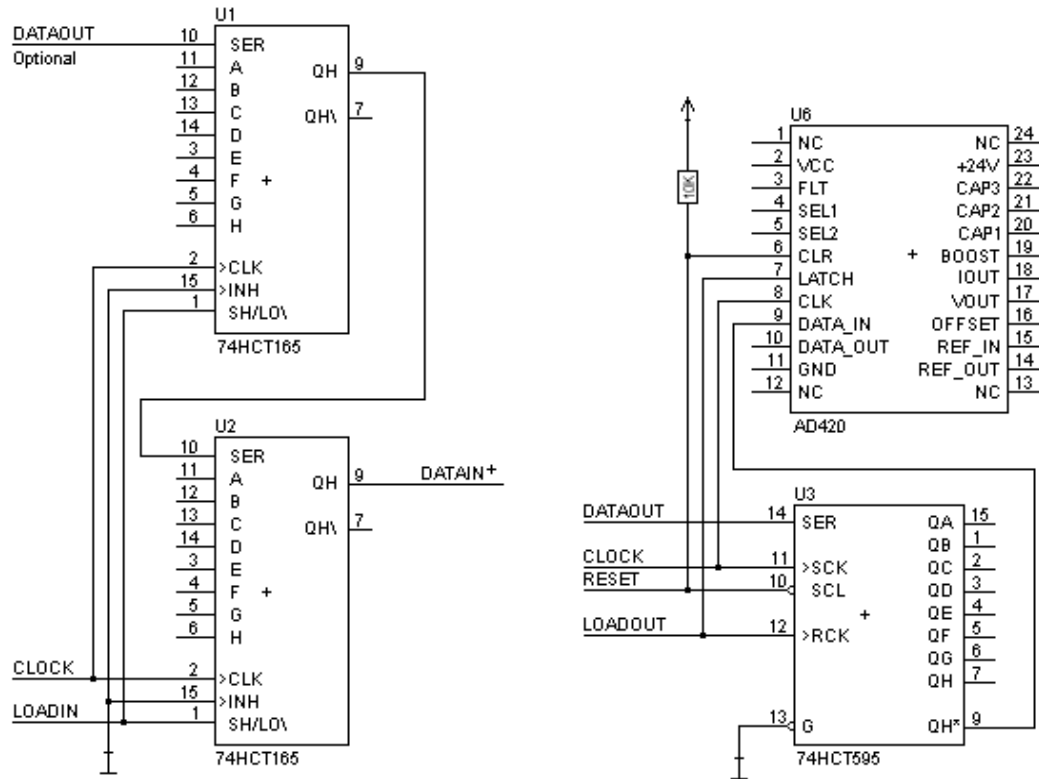 U1
DATAOUT 10 SER
Optional 11 A QH 9
12 B
13 C QH\ 7
14 D
3 E
4 F +
5 G
6 H
2 >CLK
15 >INH
1 SH/LO\
74HCT165
U2
10 SER
11 A QH 9 DATAIN+
12 B
13 C QH\ 7
14 D
3 E
4 F +
5 G
6 H
CLOCK 2 >CLK
15 >INH
LOADIN 1 SH/LO\
74HCT165
10K
U6
1 NC NC 24
2 VCC +24V 23
3 FLT CAP3 22
4 SEL1 CAP2 21
5 SEL2 CAP1 20
6 CLR + BOOST 19
7 LATCH IOUT 18
8 CLK VOUT 17
9 DATA_IN OFFSET 16
10 DATA_OUT REF_IN 15
11 GND REF_OUT 14
12 NC NC 13
AD420
U3
DATAOUT 14 SER QA 15
QB 1
CLOCK 11 >SCK QC 2
RESET 10 SCL QD 3
+ QE 4
LOADOUT 12 >RCK QF 5
QG 6
QH 7
13 G QH* 9
74HCT595